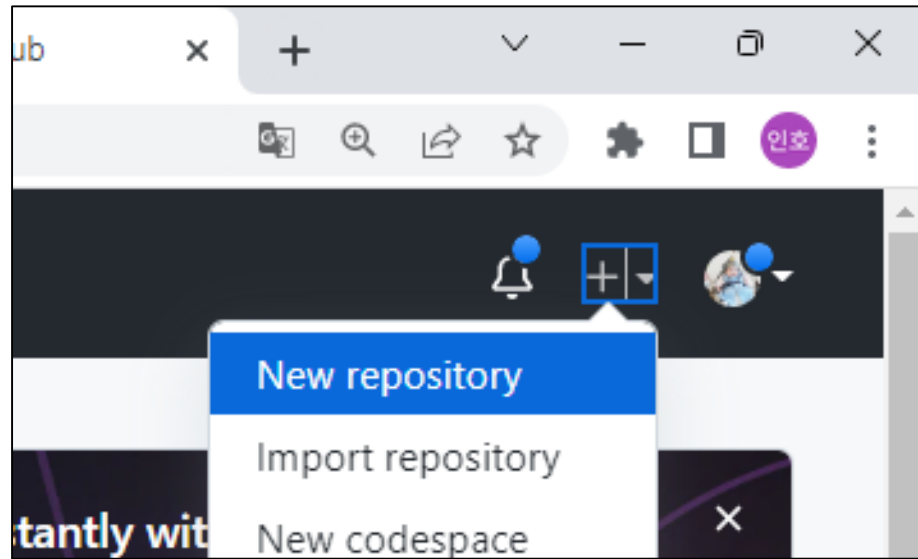 ub
인호
New repository
Import repository
tantly wit
New codespace